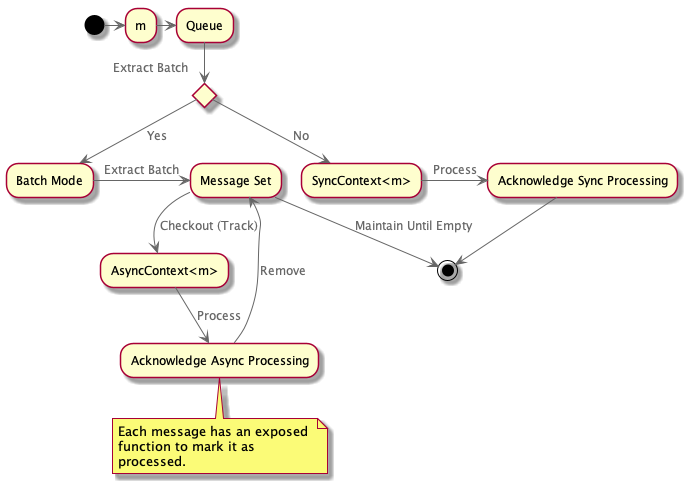 m
Queue
Extract Batch
Yes
No
Batch Mode
Extract Batch
Message Set
SyncContext<m>
Process
Acknowledge Sync Processing
Checkout (Track)
Maintain Until Empty
AsyncContext<m>
Remove
Process
Acknowledge Async Processing
Each message has an exposed
function to mark it as
processed.